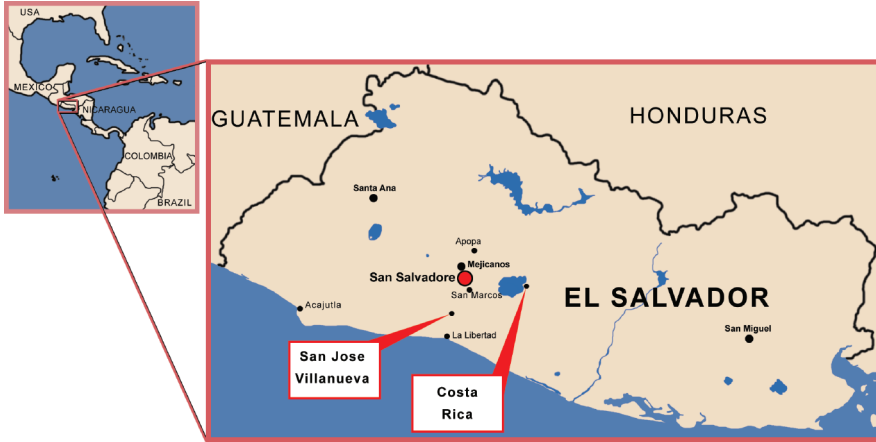 USA
MEXICO
NICARAGUA
COLOMBIA
BRAZIL
GUATEMALA
HONDURAS
Santa Ana
Apopa
Mejicanos
San Salvadore
San Marcos
EL SALVADOR
Acajutla
San Miguel
La Libertad
San Jose
Villanueva
Costa
Rica